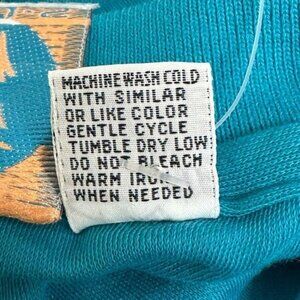 MACHINE WASH COLD
WITH SIMILAR
OR LIKE COLOR
GENTLE CYCLE
TUMBLE DRY LOW
DO NOT BLEACH
WARM IRON
WHEN NEEDED